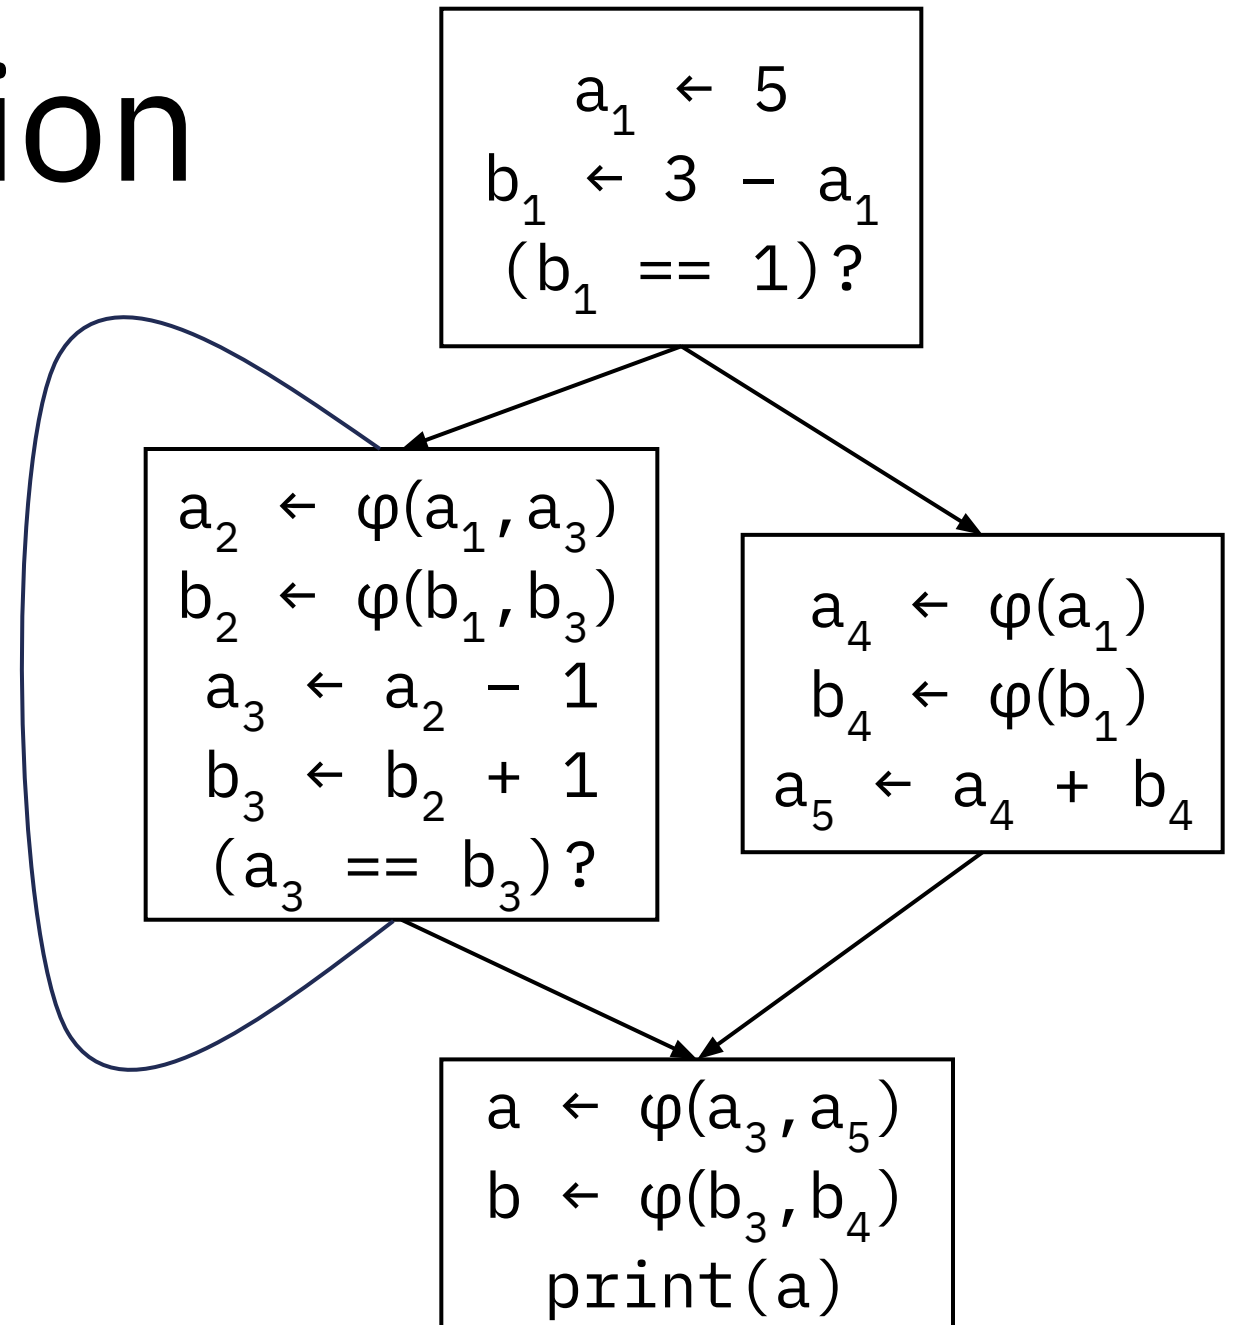 ion
a₁ ← 5
b₁ ← 3 − a₁
(b₁ == 1)?
a₂ ← φ(a₁,a₃)
b₂ ← φ(b₁,b₃)
a₃ ← a₂ − 1
b₃ ← b₂ + 1
(a₃ == b₃)?
a₄ ← φ(a₁)
b₄ ← φ(b₁)
a₅ ← a₄ + b₄
a ← φ(a₃,a₅)
b ← φ(b₃,b₄)
print(a)